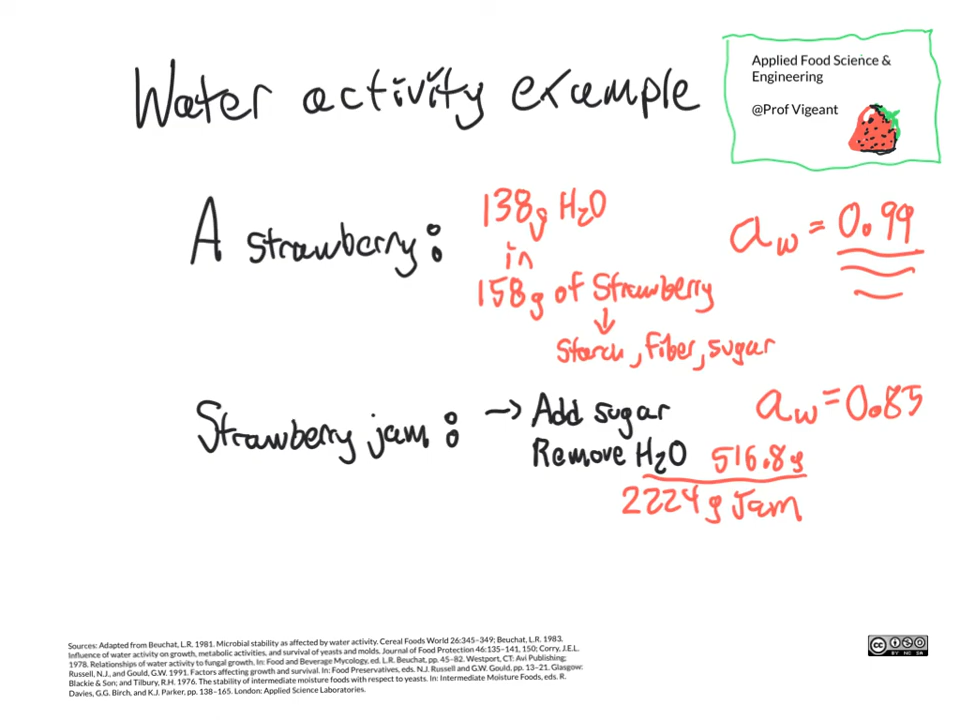 Water activity example
Applied Food Science &
Engineering
@Prof Vigeant
A strawberry:
138g H2O
in
158g of Strawberry
Starch, Fiber, sugar
aw = 0.99
Strawberry jam:
→ Add sugar
Remove H2O 516.8g
2224g Jam
aw = 0.85
Sources: Adapted from Beuchat, L.R. 1981. Microbial stability as affected by water activity. Cereal Foods World 26:345–349; Beuchat, L.R. 1983.
Influence of water activity on growth, metabolic activities, and survival of yeasts and molds. Journal of Food Protection 46:135–141, 150; Corry, J.E.L.
1978. Relationships of water activity to fungal growth. In: Food and Beverage Mycology, ed. L.R. Beuchat, pp. 45–82. Westport, CT: Avi Publishing;
Russell, N.J., and Gould, G.W. 1991. Factors affecting growth and survival. In: Food Preservatives, eds. N.J. Russell and G.W. Gould, pp. 13–21. Glasgow:
Blackie & Son; and Tilbury, R.H. 1976. The stability of intermediate moisture foods with respect to yeasts. In: Intermediate Moisture Foods, eds. R.
Davies, G.G. Birch, and K.J. Parker, pp. 138–165. London: Applied Science Laboratories.
cc
BY NC SA